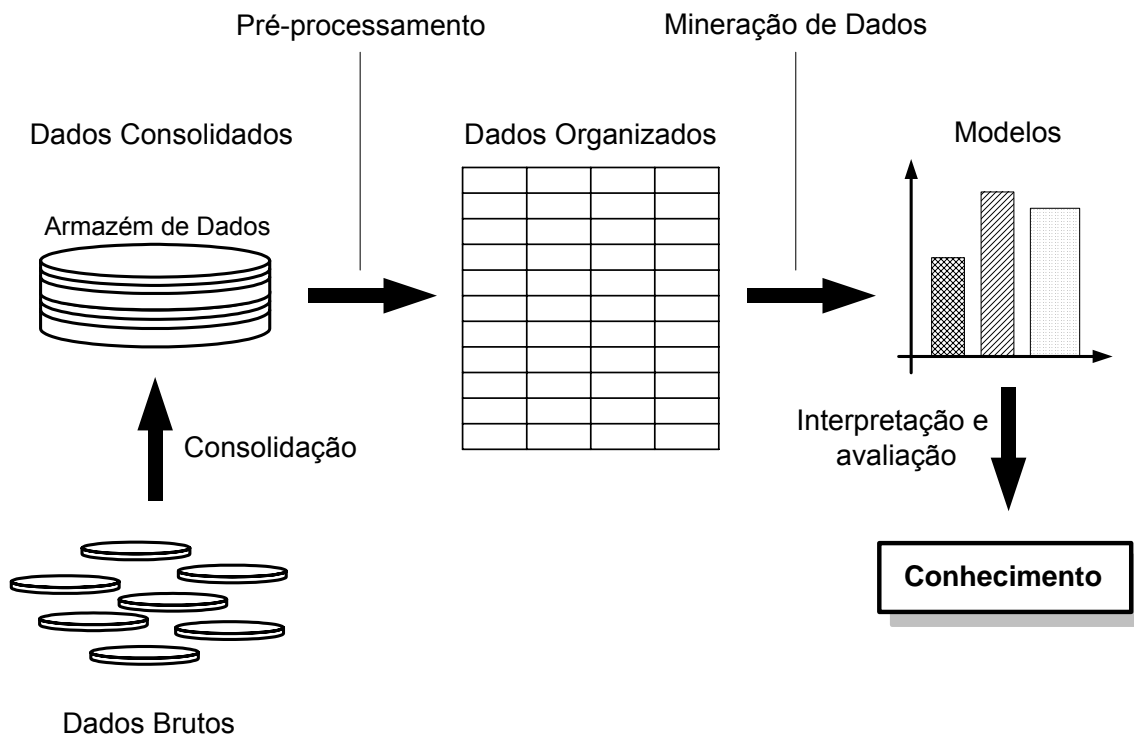 Pré-processamento
Mineração de Dados
Dados Consolidados
Dados Organizados
Modelos
Armazém de Dados
Consolidação
Interpretação e
avaliação
Conhecimento
Dados Brutos